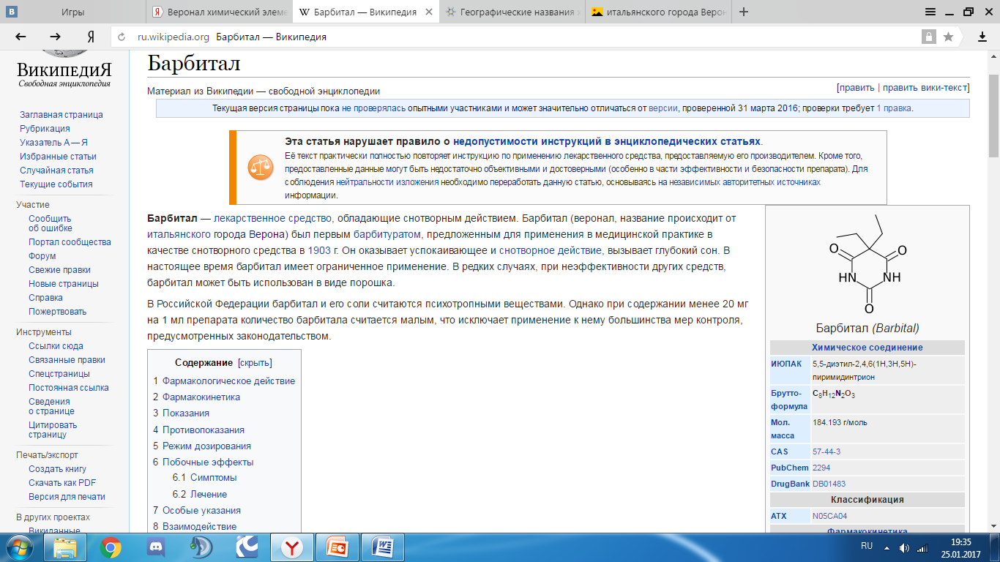 Игры
Веронал химический элеме
Барбитал — Википедия
Географические названия х
итальянского города Верон
ru.wikipedia.org Барбитал — Википедия
ВикипедиЯ
Свободная энциклопедия
Заглавная страница
Рубрикация
Указатель А — Я
Избранные статьи
Случайная статья
Текущие события
Участие
Сообщить
об ошибке
Портал сообщества
Форум
Свежие правки
Новые страницы
Справка
Пожертвовать
Инструменты
Ссылки сюда
Связанные правки
Спецстраницы
Постоянная ссылка
Сведения
о странице
Цитировать
страницу
Печать/экспорт
Создать книгу
Скачать как PDF
Версия для печати
В других проектах
Викиданные
Барбитал
Материал из Википедии — свободной энциклопедии
[править | править вики-текст]
Текущая версия страницы пока не проверялась опытными участниками и может значительно отличаться от версии, проверенной 31 марта 2016; проверки требует 1 правка.
Эта статья нарушает правило о недопустимости инструкций в энциклопедических статьях.
Её текст практически полностью повторяет инструкцию по применению лекарственного средства, предоставляемую его производителем. Кроме того,
предоставленные данные могут быть недостаточно объективными и достоверными (особенно в части эффективности и безопасности препарата). Для
соблюдения нейтральности изложения необходимо переработать данную статью, основываясь на независимых авторитетных источниках
информации.
Барбитал — лекарственное средство, обладающие снотворным действием. Барбитал (веронал, название происходит от
итальянского города Верона) был первым барбитуратом, предложенным для применения в медицинской практике в
качестве снотворного средства в 1903 г. Он оказывает успокаивающее и снотворное действие, вызывает глубокий сон. В
настоящее время барбитал имеет ограниченное применение. В редких случаях, при неэффективности других средств,
барбитал может быть использован в виде порошка.
В Российской Федерации барбитал и его соли считаются психотропными веществами. Однако при содержании менее 20 мг
на 1 мл препарата количество барбитала считается малым, что исключает применение к нему большинства мер контроля,
предусмотренных законодательством.
Содержание [скрыть]
1 Фармакологическое действие
2 Фармакокинетика
3 Показания
4 Противопоказания
5 Режим дозирования
6 Побочные эффекты
6.1 Симптомы
6.2 Лечение
7 Особые указания
8 Взаимодействие
O O
HN NH
O
Барбитал (Barbital)
Химическое соединение
ИЮПАК 5,5-диэтил-2,4,6(1H,3H,5H)-
пиримидинтрион
Брутто-
формула C8H12N2O3
Мол.
масса 184.193 г/моль
CAS 57-44-3
PubChem 2294
DrugBank DB01483
Классификация
АТХ N05CA04
Фармакокинетика
RU
19:35
25.01.2017